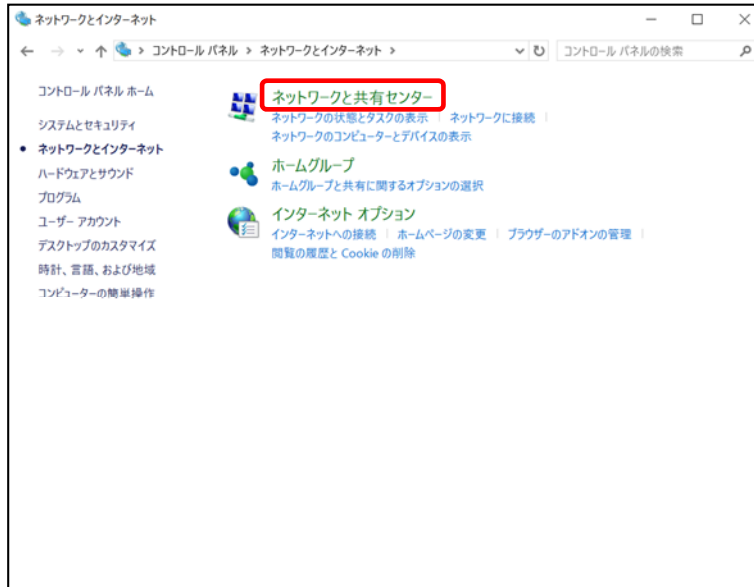 ネットワークとインターネット
コントロール パネル > ネットワークとインターネット >
コントロール パネルの検索
コントロール パネル ホーム
システムとセキュリティ
ネットワークとインターネット
ハードウェアとサウンド
プログラム
ユーザー アカウント
デスクトップのカスタマイズ
時計、言語、および地域
コンピューターの簡単操作
ネットワークと共有センター
ネットワークの状態とタスクの表示 | ネットワークに接続 |
ネットワークのコンピューターとデバイスの表示
ホームグループ
ホームグループと共有に関するオプションの選択
インターネット オプション
インターネットへの接続 | ホームページの変更 | ブラウザーのアドオンの管理 |
閲覧の履歴と Cookie の削除